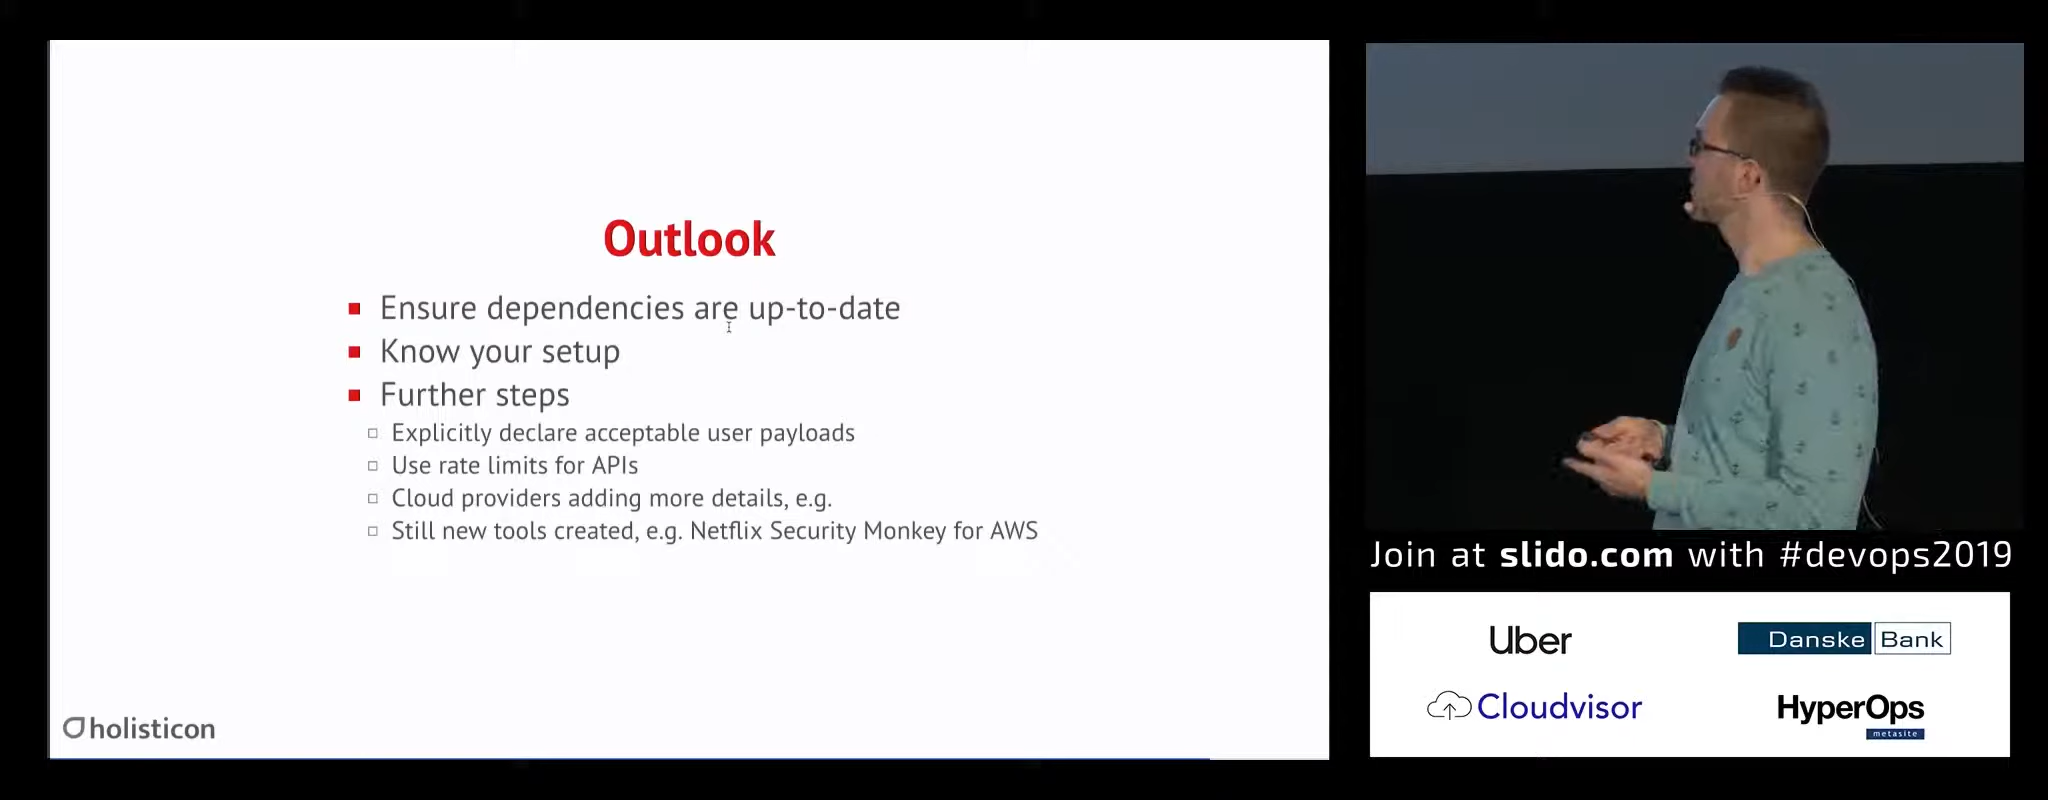 Outlook
Ensure dependencies are up-to-date
Know your setup
Further steps
Explicitly declare acceptable user payloads
Use rate limits for APIs
Cloud providers adding more details, e.g.
Still new tools created, e.g. Netflix Security Monkey for AWS
holisticon
Join at slido.com with #devops2019
Uber
Danske Bank
Cloudvisor
HyperOps
metasite